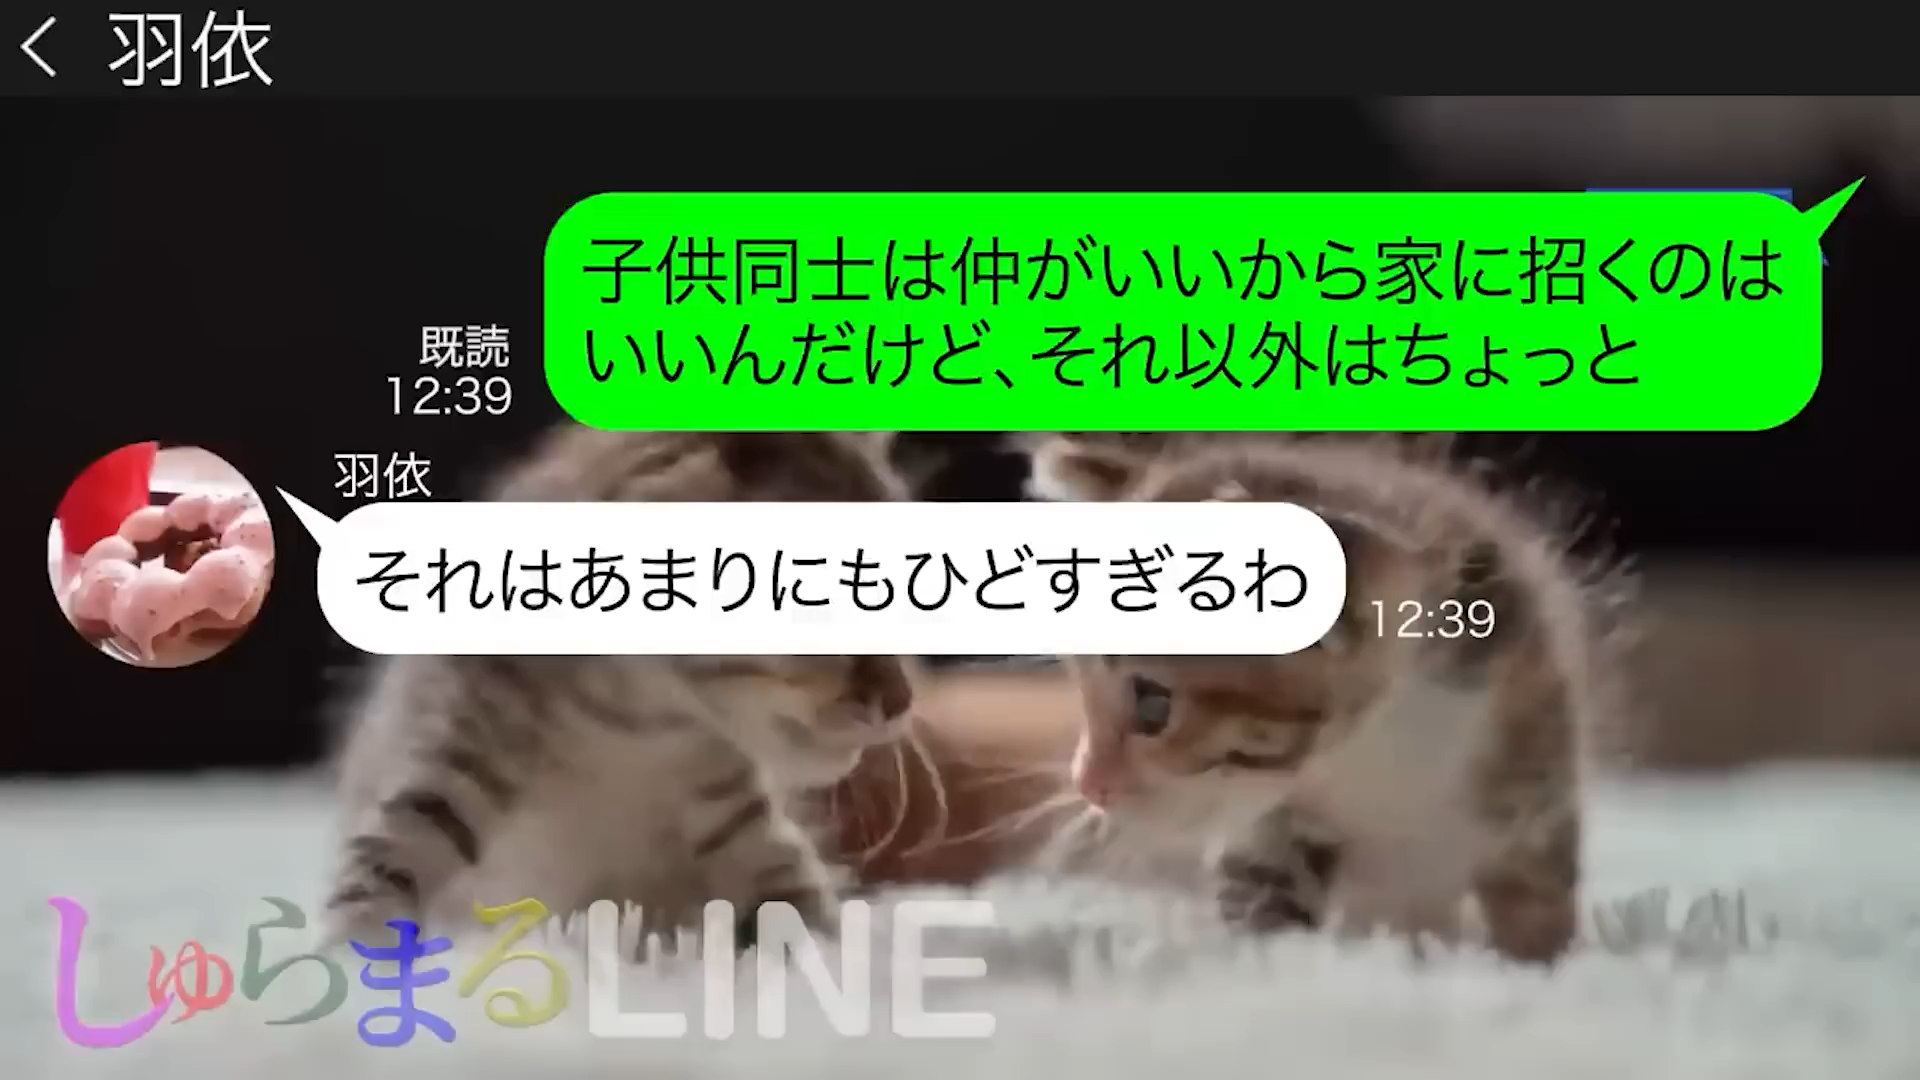 羽依
子供同士は仲がいいから家に招くのは
いいんだけど、それ以外はちょっと
既読
12:39
羽依
それはあまりにもひどすぎるわ
12:39
しゅらまるLINE